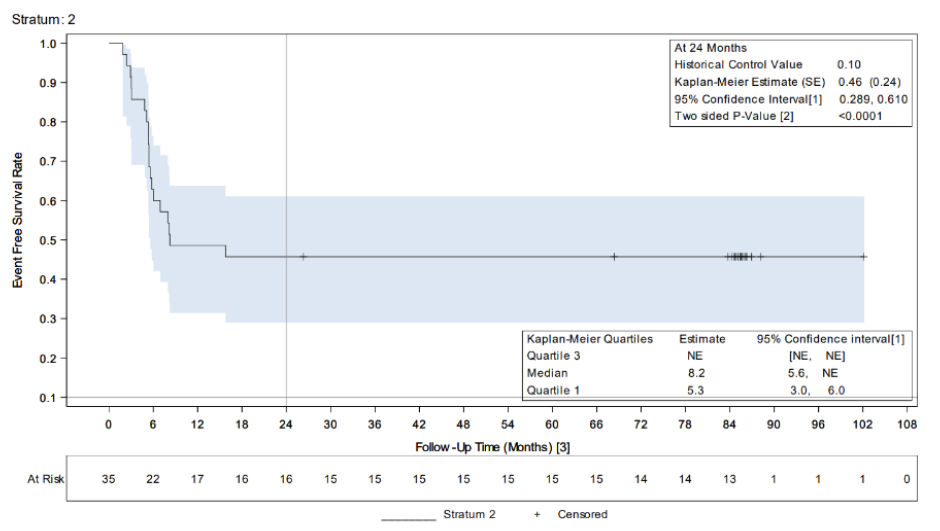 Stratum: 2
At 24 Months
Historical Control Value 0.10
Kaplan-Meier Estimate (SE) 0.46 (0.24)
95% Confidence Interval[1] 0.289, 0.610
Two sided P-Value [2] <0.0001
1.0
0.9
0.8
0.7
0.6
0.5
0.4
0.3
0.2
0.1
Event Free Survival Rate
Kaplan-Meier Quartiles Estimate 95% Confidence interval[1]
Quartile 3 NE [NE, NE]
Median 8.2 5.6, NE
Quartile 1 5.3 3.0, 6.0
0 6 12 18 24 30 36 42 48 54 60 66 72 78 84 90 96 102 108
Follow-Up Time (Months) [3]
At Risk 35 22 17 16 16 15 15 15 15 15 15 15 14 14 13 1 1 1 0
Stratum 2 + Censored